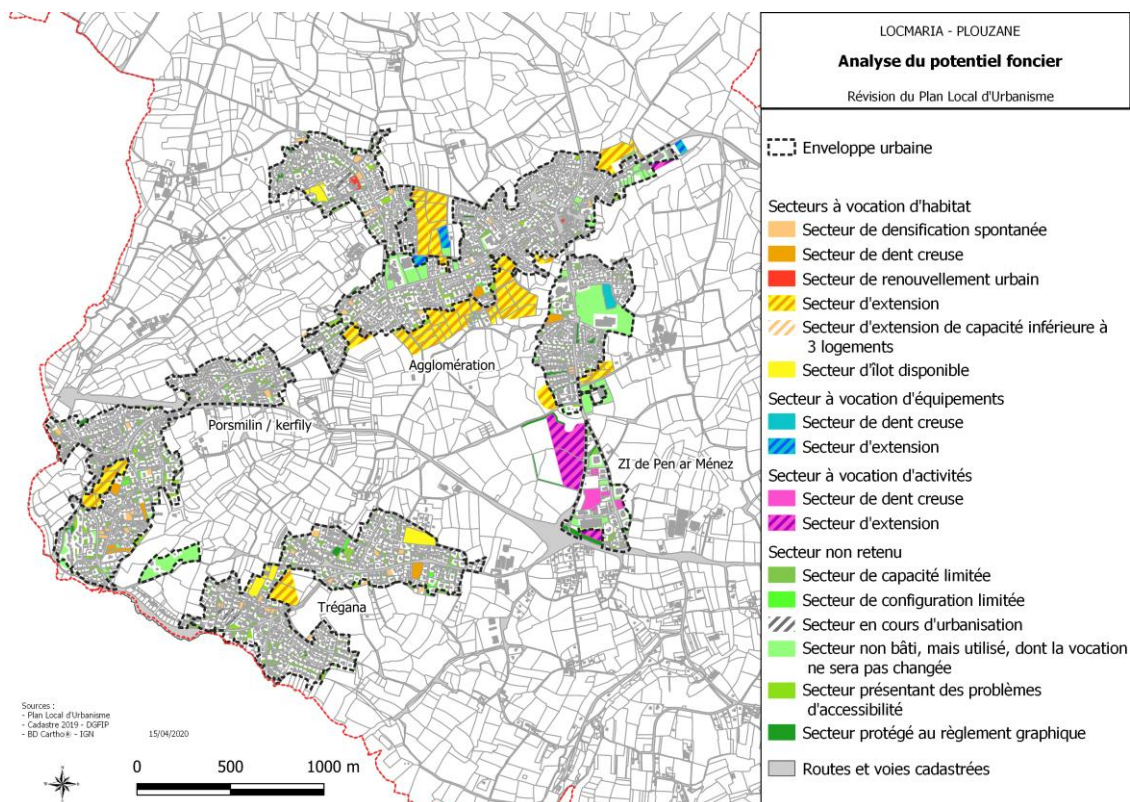 LOCMARIA - PLOUZANE
Analyse du potentiel foncier
Révision du Plan Local d'Urbanisme
Enveloppe urbaine
Secteurs à vocation d'habitat
Secteur de densification spontanée
Secteur de dent creuse
Secteur de renouvellement urbain
Secteur d'extension
Secteur d'extension de capacité inférieure à
3 logements
Secteur d'îlot disponible
Secteur à vocation d'équipements
Secteur de dent creuse
Secteur d'extension
Secteur à vocation d'activités
Secteur de dent creuse
Secteur d'extension
Secteur non retenu
Secteur de capacité limitée
Secteur de configuration limitée
Secteur en cours d'urbanisation
Secteur non bâti, mais utilisé, dont la vocation
ne sera pas changée
Secteur présentant des problèmes
d'accessibilité
Secteur protégé au règlement graphique
Routes et voies cadastrées
Agglomération
Porsmilin / kerfily
ZI de Pen ar Ménez
Trégana
Sources :
- Plan Local d'Urbanisme
- Cadastre 2019 - DGFIP
- BD Cartho® - IGN
15/04/2020
0 500 1000 m